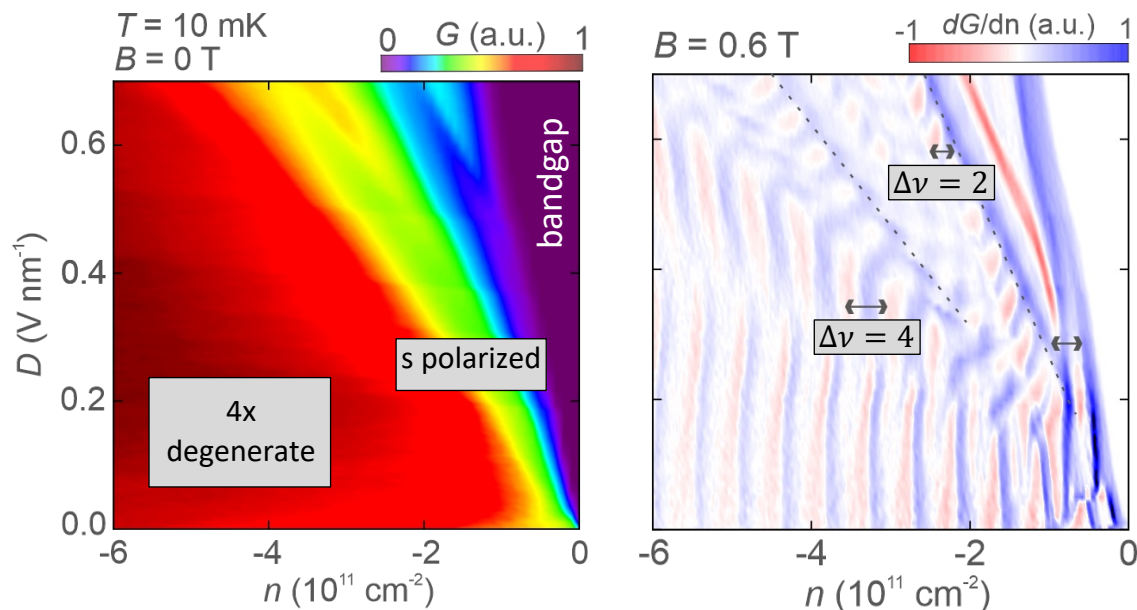 T = 10 mK
B = 0 T
0 G (a.u.) 1
bandgap
s polarized
4x
degenerate
D (V nm⁻¹)
0.6
0.4
0.2
0.0
-6 -4 -2 0
n (10¹¹ cm⁻²)
B = 0.6 T
-1 dG/dn (a.u.) 1
Δν = 2
Δν = 4
-6 -4 -2 0
n (10¹¹ cm⁻²)